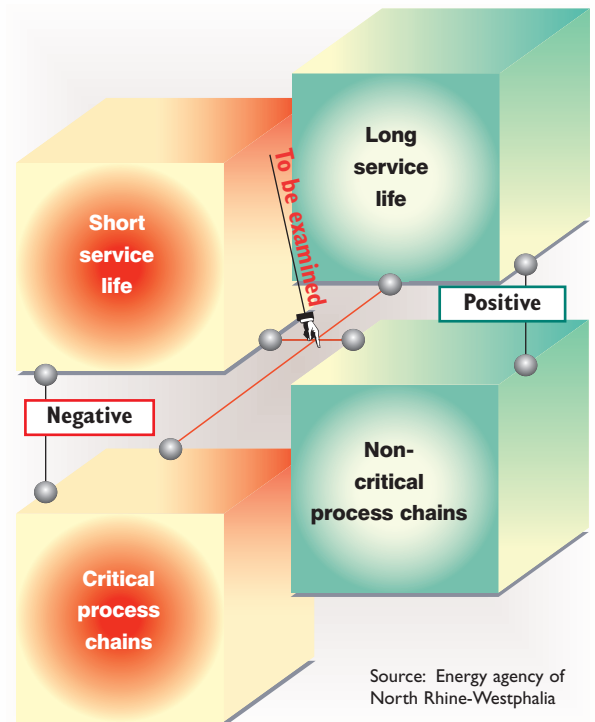 Long
service
life
To be examined
Short
service
life
Positive
Negative
Non-
critical
process chains
Critical
process
chains
Source: Energy agency of
North Rhine-Westphalia